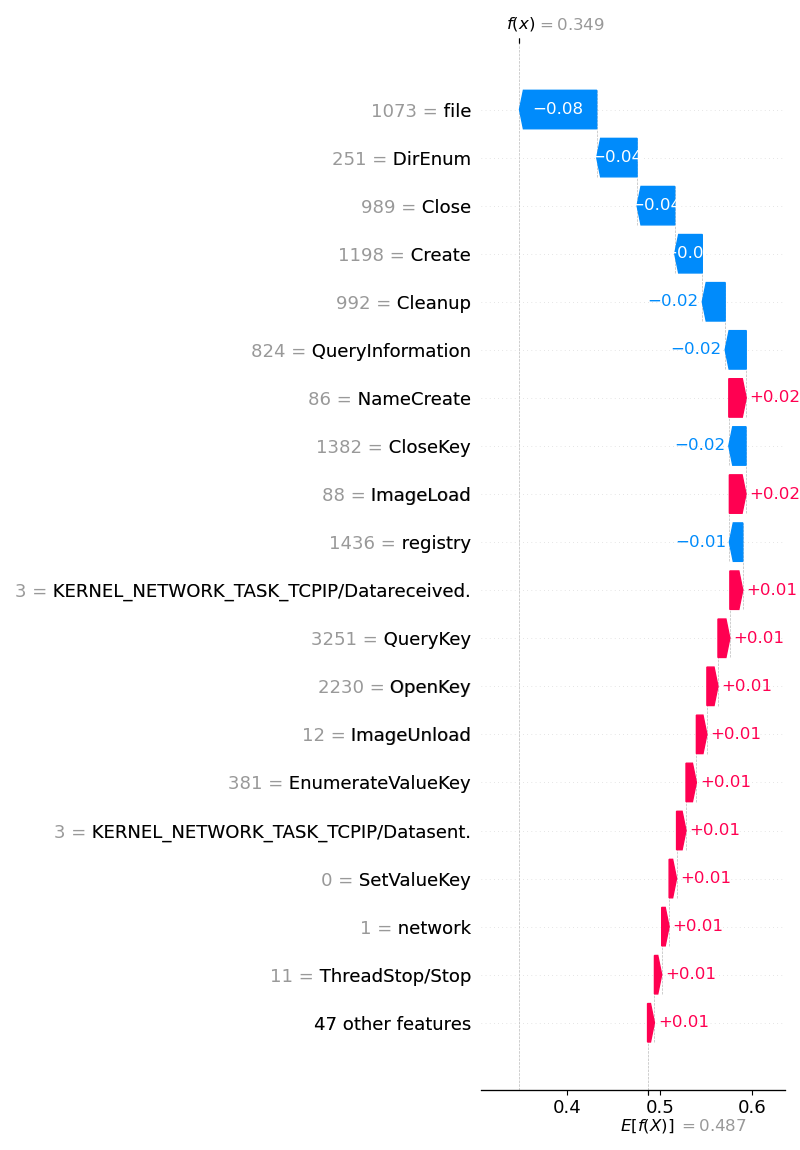 f(x) = 0.349
1073 = file −0.08
251 = DirEnum −0.04
989 = Close −0.04
1198 = Create
992 = Cleanup −0.02
824 = QueryInformation −0.02
86 = NameCreate +0.02
1382 = CloseKey −0.02
88 = ImageLoad +0.02
1436 = registry −0.01
3 = KERNEL_NETWORK_TASK_TCPIP/Datareceived. +0.01
3251 = QueryKey +0.01
2230 = OpenKey +0.01
12 = ImageUnload +0.01
381 = EnumerateValueKey +0.01
3 = KERNEL_NETWORK_TASK_TCPIP/Datasent. +0.01
0 = SetValueKey +0.01
1 = network +0.01
11 = ThreadStop/Stop +0.01
47 other features +0.01
0.4 0.5 0.6
E[f(X)] = 0.487